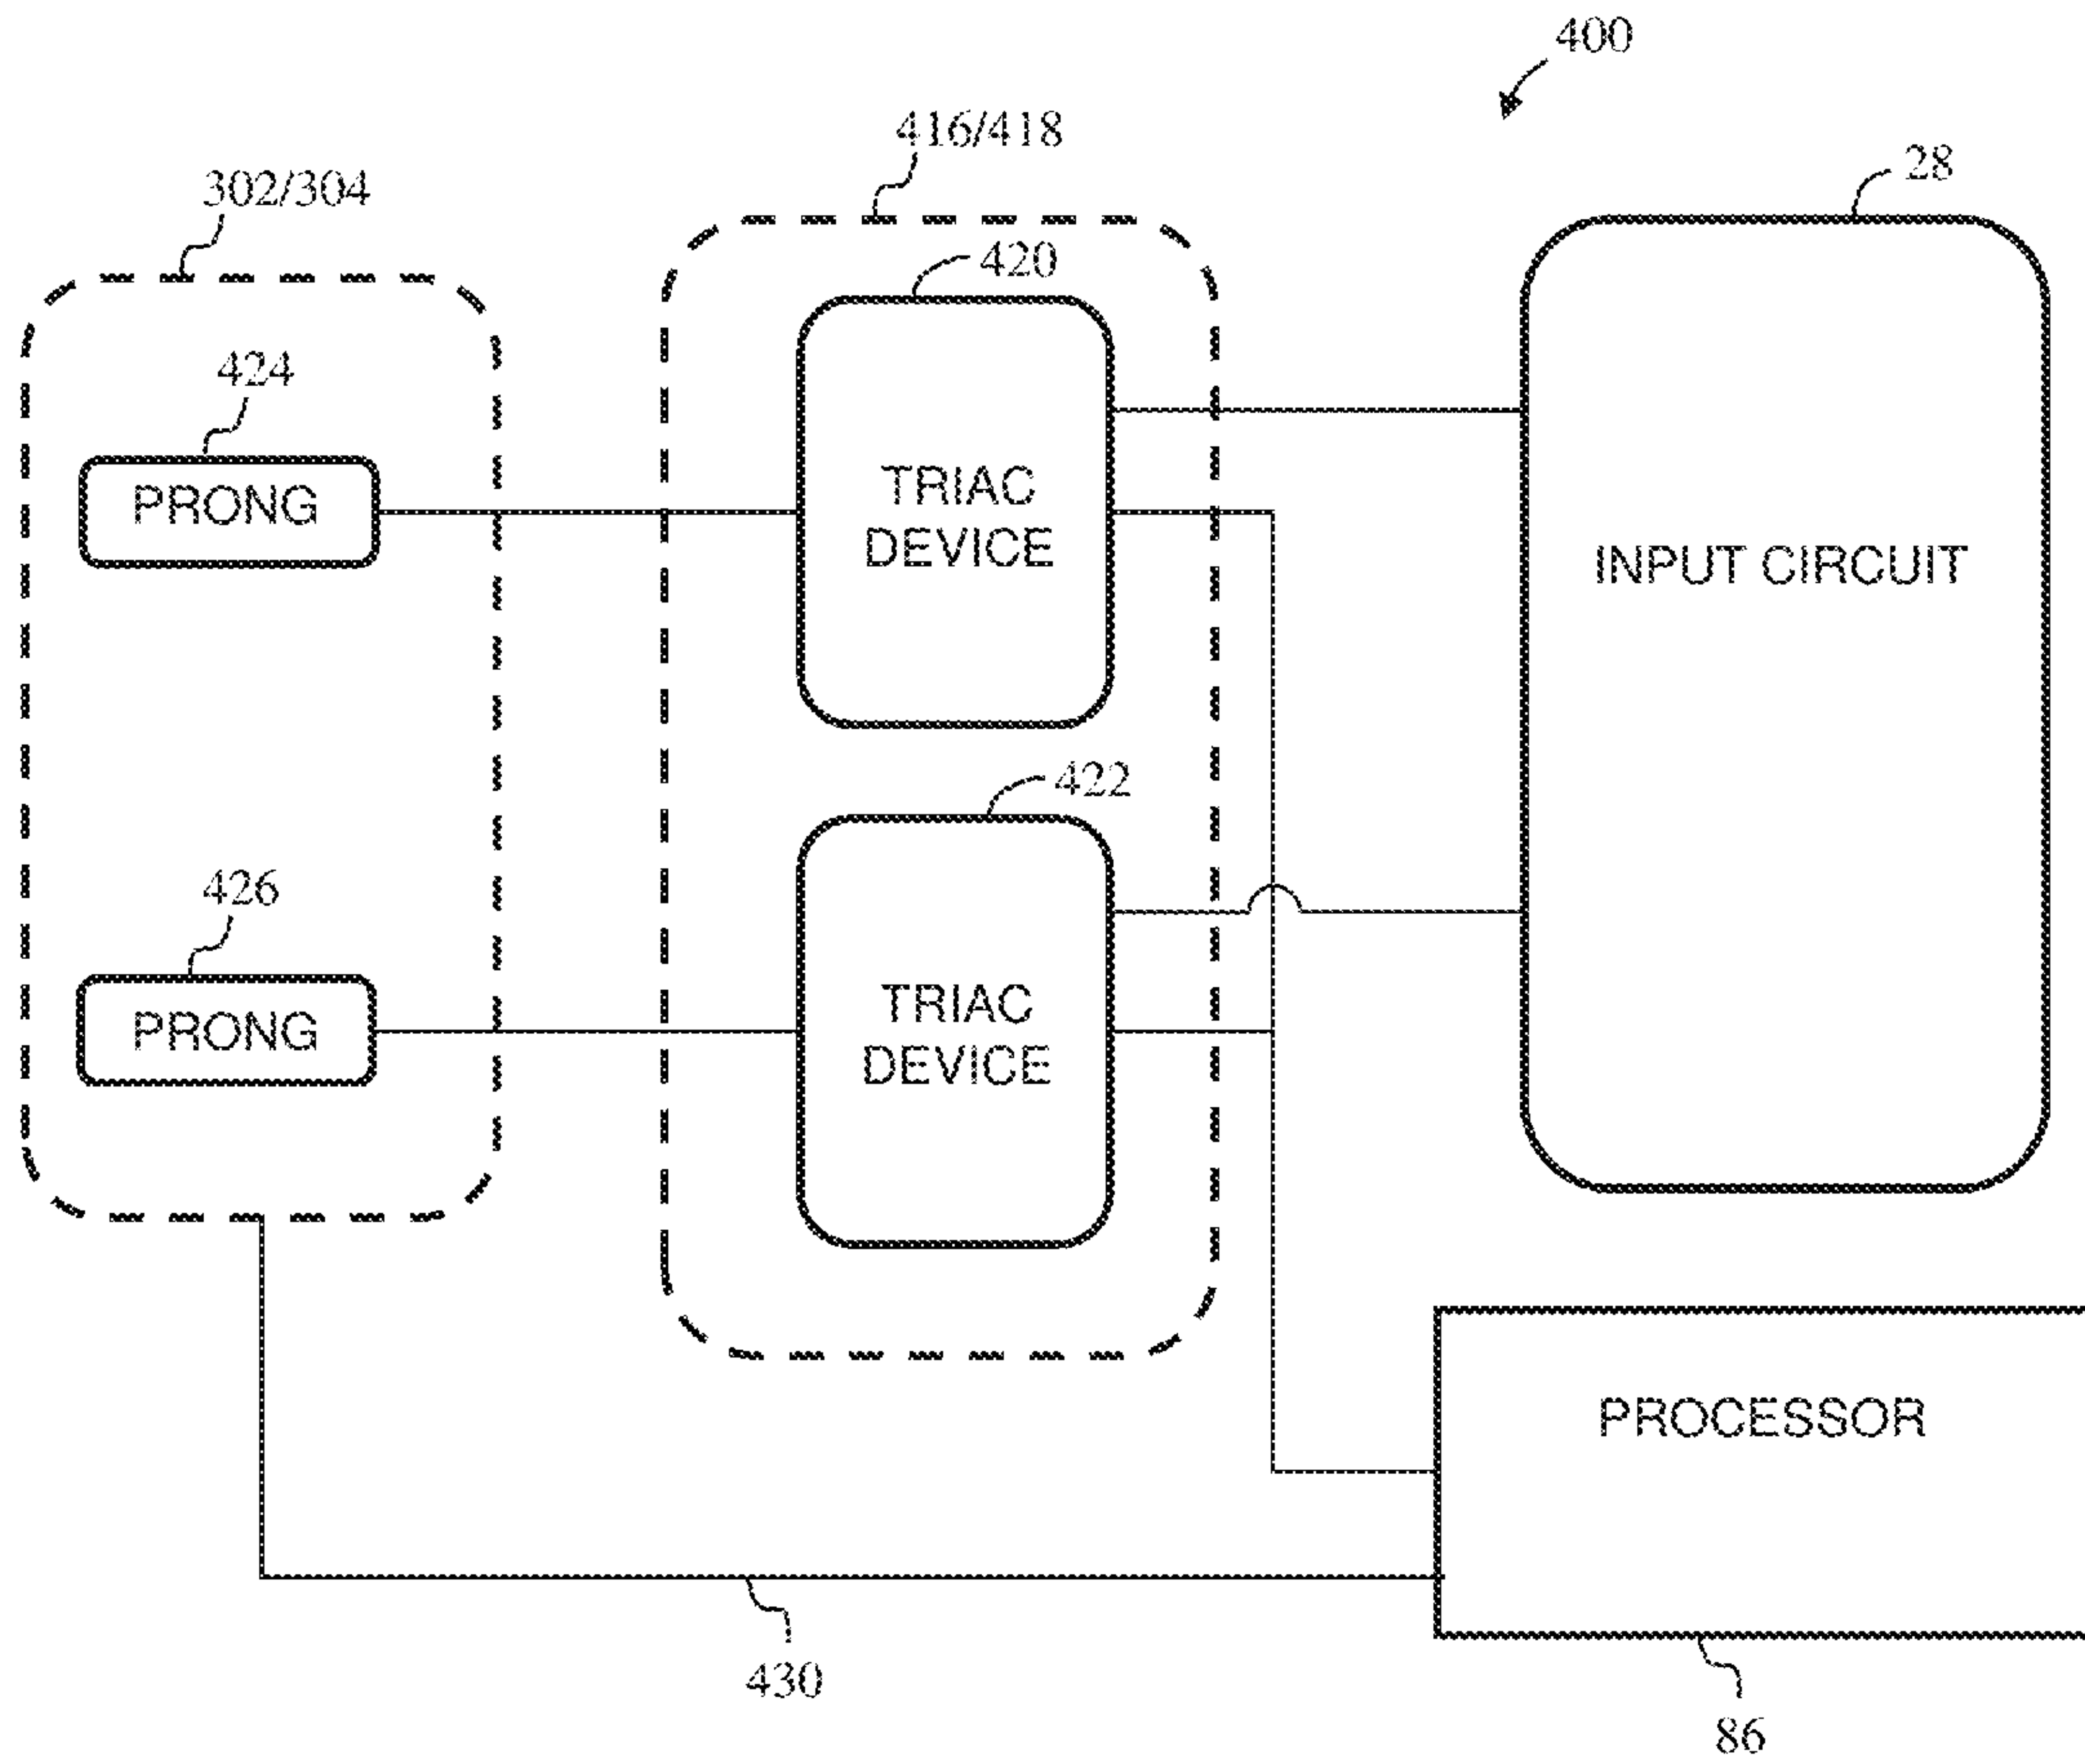 400
416/418
28
302/304
420
424
PRONG
TRIAC
DEVICE
INPUT CIRCUIT
422
426
PRONG
TRIAC
DEVICE
PROCESSOR
430
86